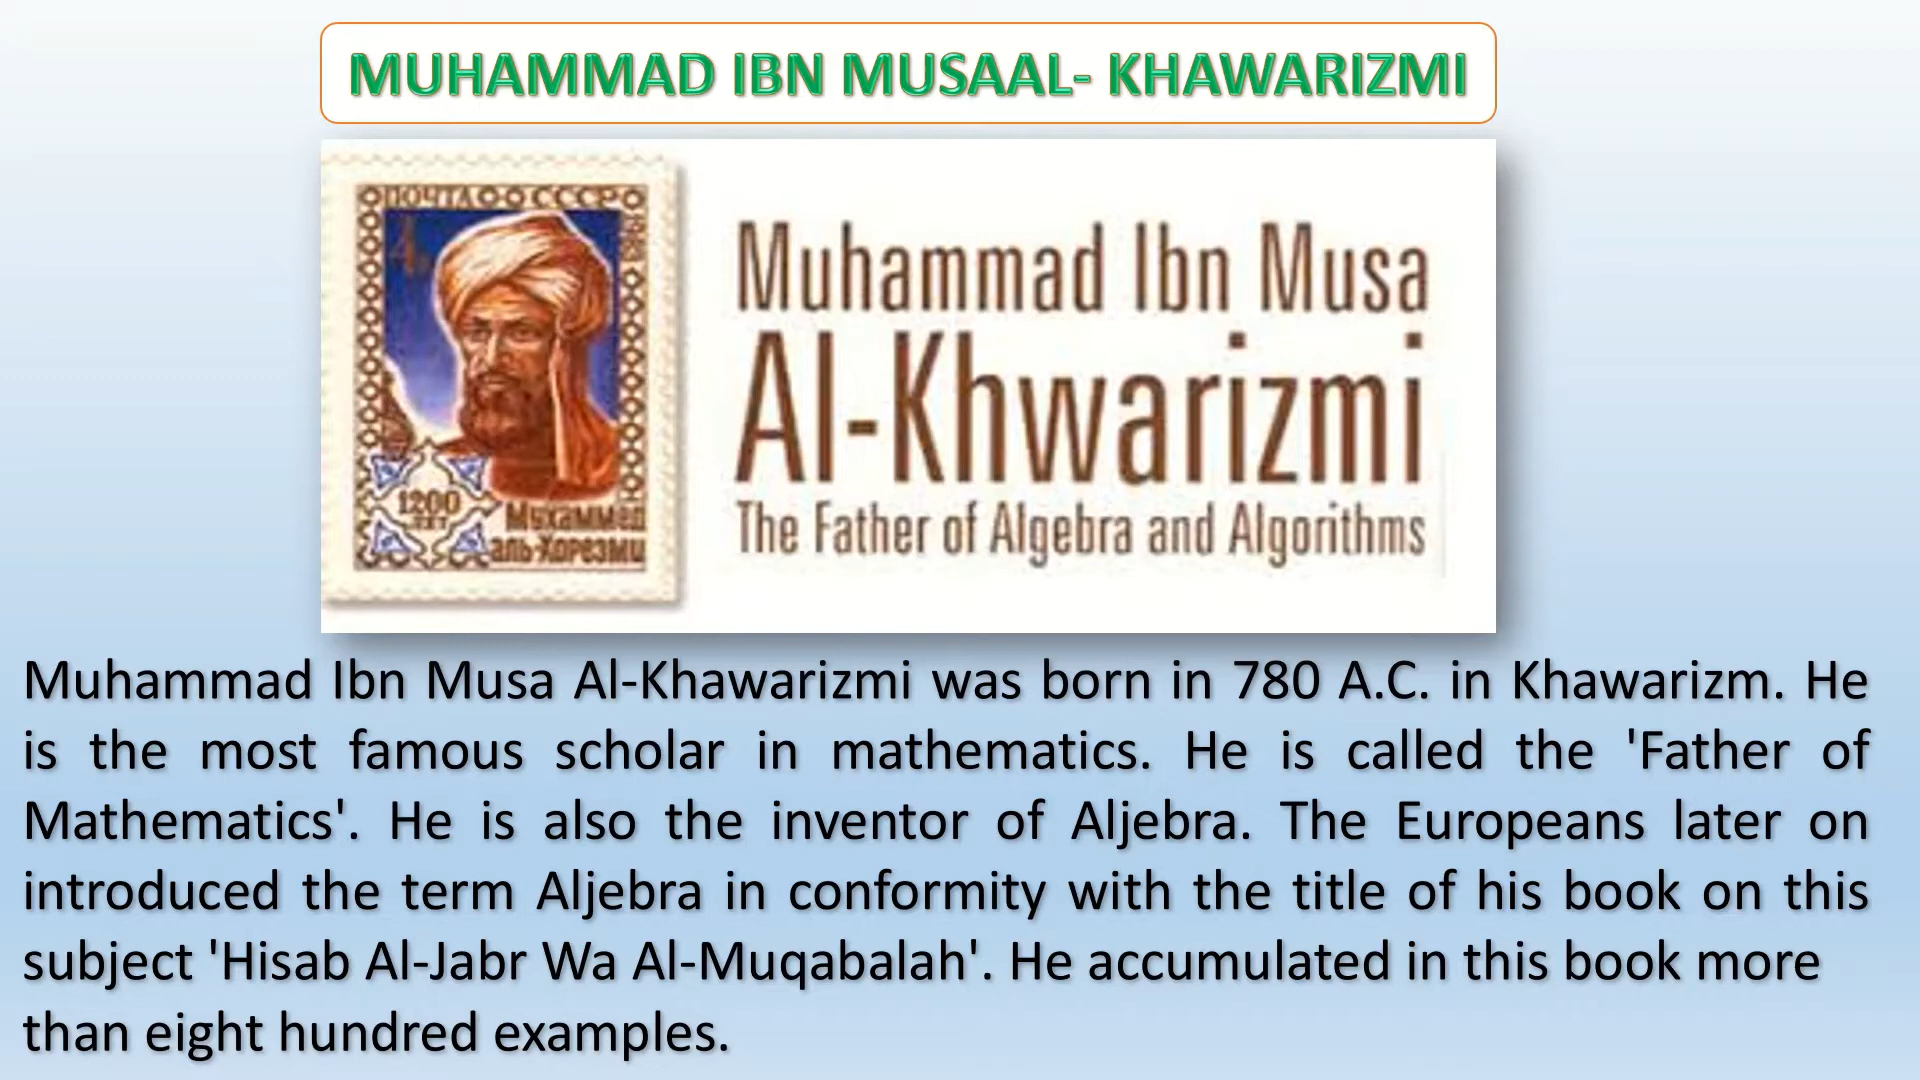 MUHAMMAD IBN MUSAAL- KHAWARIZMI
ПОЧТА СССР
1983
4к
1200
ЛЕТ
Мухаммед
аль-Хорезми
Muhammad Ibn Musa
Al-Khwarizmi
The Father of Algebra and Algorithms
Muhammad Ibn Musa Al-Khawarizmi was born in 780 A.C. in Khawarizm. He
is the most famous scholar in mathematics. He is called the 'Father of
Mathematics'. He is also the inventor of Aljebra. The Europeans later on
introduced the term Aljebra in conformity with the title of his book on this
subject 'Hisab Al-Jabr Wa Al-Muqabalah'. He accumulated in this book more
than eight hundred examples.